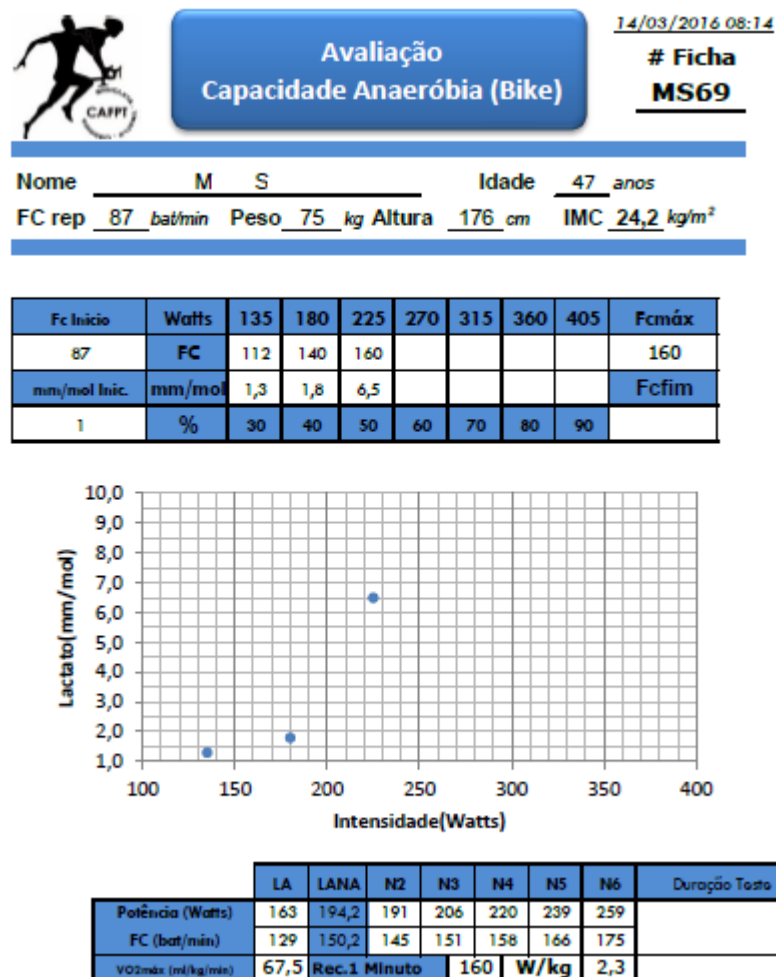 14/03/2016 08:14
CAFPT
Avaliação
Capacidade Anaeróbia (Bike)
# Ficha
MS69
Nome M S Idade 47 anos
FC rep 87 bat/min Peso 75 kg Altura 176 cm IMC 24,2 kg/m²
Fc Inicio Watts 135 180 225 270 315 360 405 Fcmáx
87 FC 112 140 160 160
mm/mol Inic. mm/mol 1,3 1,8 6,5 Fcfim
1 % 30 40 50 60 70 80 90
10,0
9,0
8,0
7,0
6,0
5,0
4,0
3,0
2,0
1,0
Lactato(mm/mol)
100 150 200 250 300 350 400
Intensidade(Watts)
LA LANA N2 N3 N4 N5 N6 Duração Teste
Potência (Watts) 163 194,2 191 206 220 239 259
FC (bat/min) 129 150,2 145 151 158 166 175
VO2máx (ml/kg/min) 67,5 Rec.1 Minuto 160 W/kg 2,3